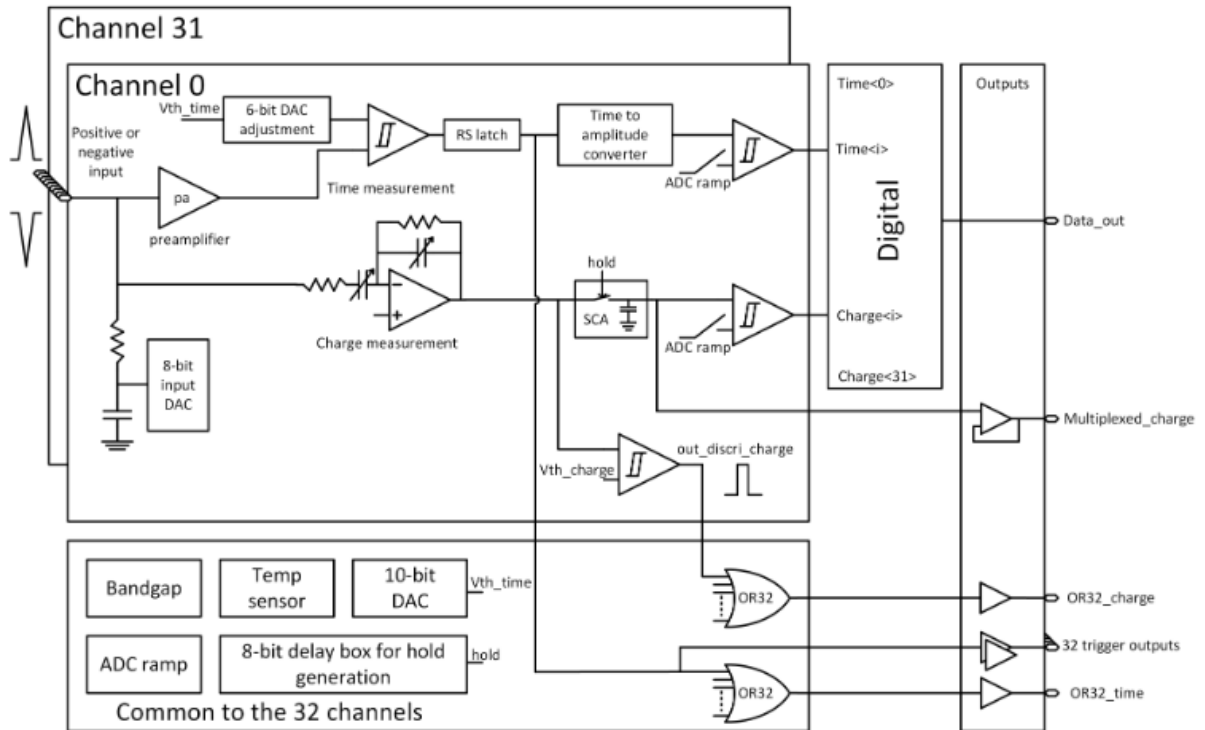 Channel 31
Channel 0
Vth_time
6-bit DAC
adjustment
RS latch
Time to
amplitude
converter
ADC ramp
Positive or
negative
input
pa
preamplifier
Time measurement
Charge measurement
hold
SCA
ADC ramp
8-bit
input
DAC
Vth_charge
out_discri_charge
Time<0>
Time<i>
Digital
Charge<i>
Charge<31>
Outputs
Data_out
Multiplexed_charge
Bandgap
Temp
sensor
10-bit
DAC
Vth_time
ADC ramp
8-bit delay box for hold
generation
hold
Common to the 32 channels
OR32
OR32
OR32_charge
32 trigger outputs
OR32_time